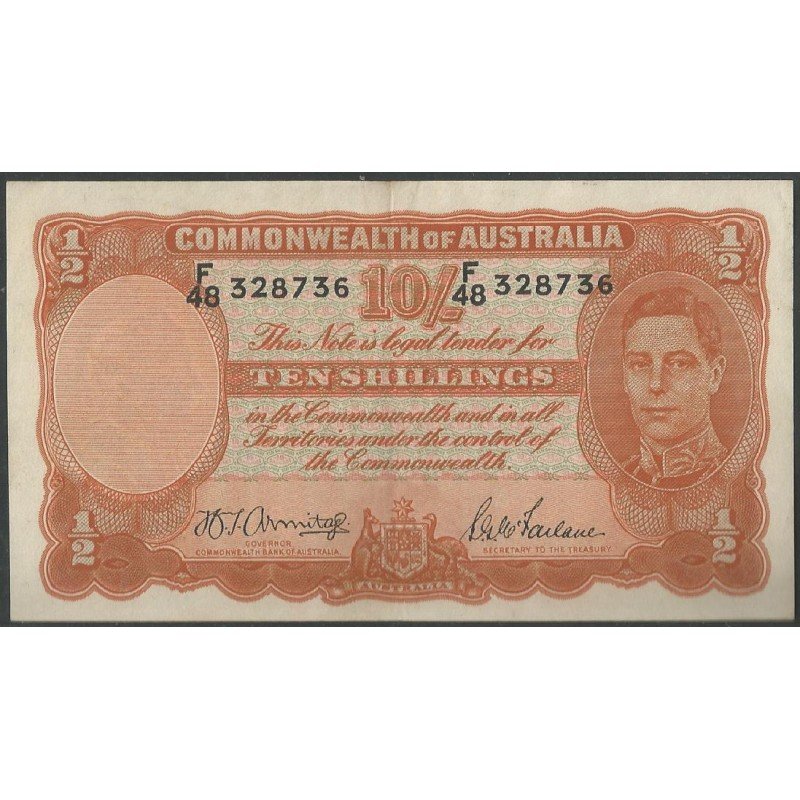 1/2
1/2
COMMONWEALTH OF AUSTRALIA
F/48 328736
10/-
F/48 328736
This Note is legal tender for
TEN SHILLINGS
in the Commonwealth and in all
Territories under the control of
the Commonwealth.
H.T. Armitage
GOVERNOR
COMMONWEALTH BANK OF AUSTRALIA.
S.G. McFarlane
SECRETARY TO THE TREASURY.
1/2
1/2
AUSTRALIA